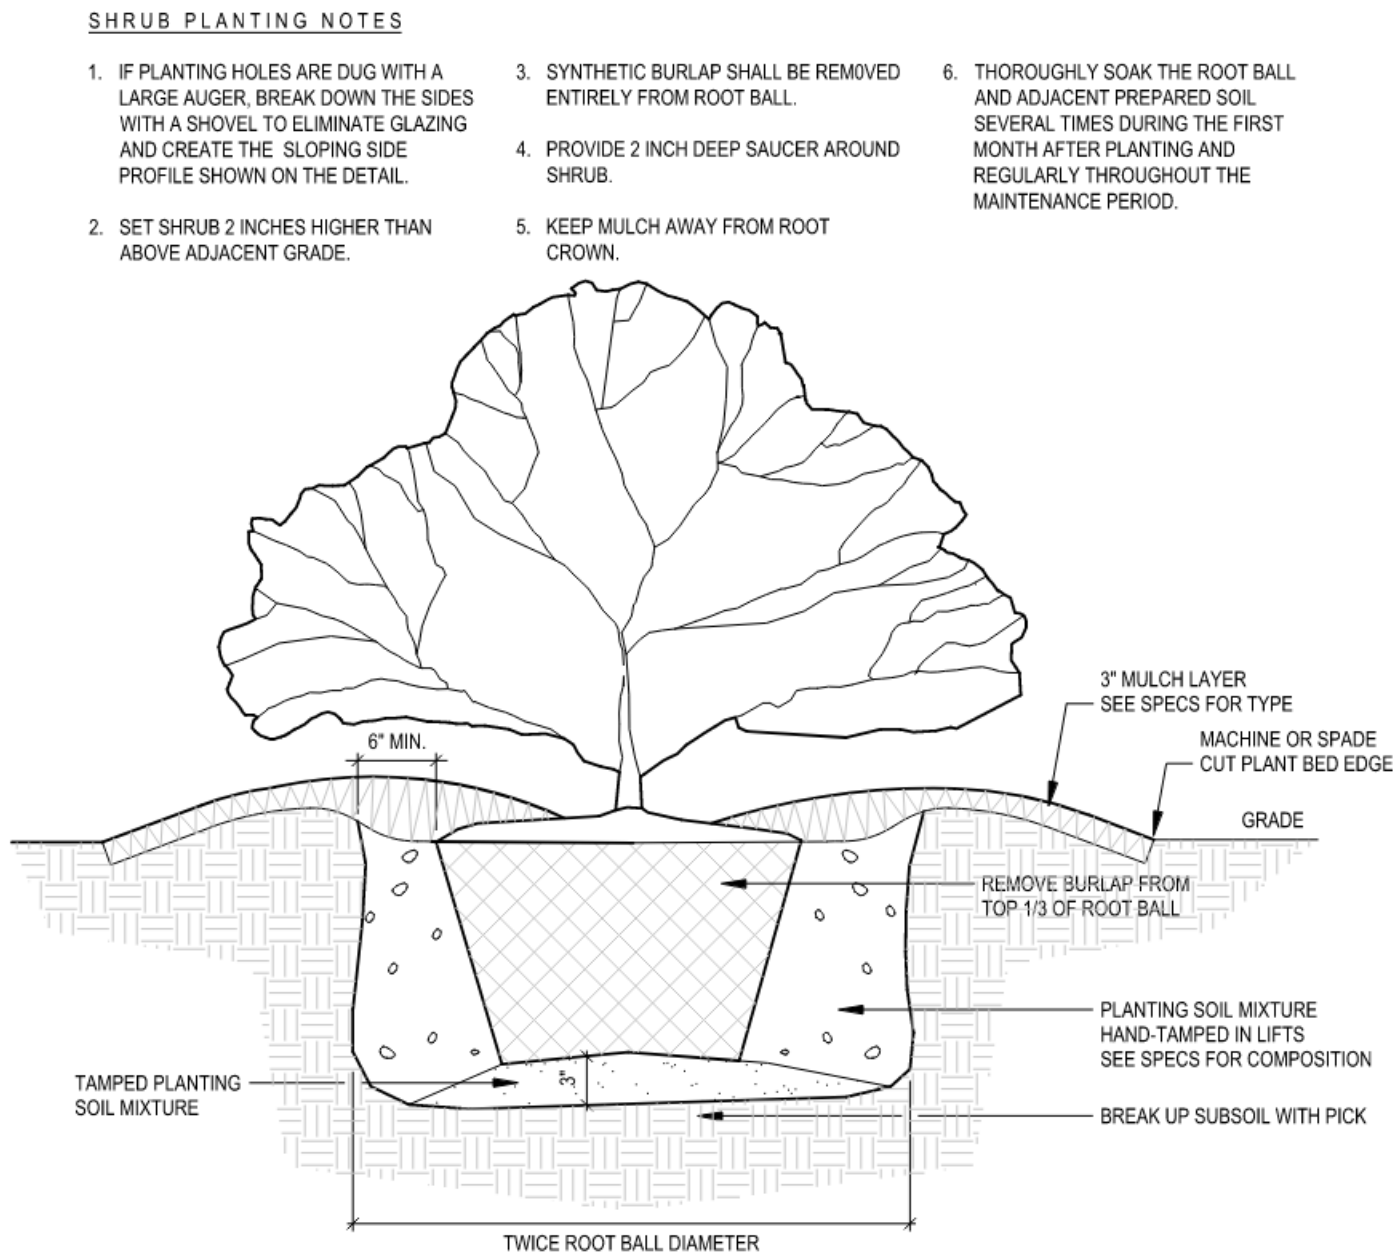 SHRUB PLANTING NOTES
1. IF PLANTING HOLES ARE DUG WITH A
LARGE AUGER, BREAK DOWN THE SIDES
WITH A SHOVEL TO ELIMINATE GLAZING
AND CREATE THE SLOPING SIDE
PROFILE SHOWN ON THE DETAIL.
2. SET SHRUB 2 INCHES HIGHER THAN
ABOVE ADJACENT GRADE.
3. SYNTHETIC BURLAP SHALL BE REM0VED
ENTIRELY FROM ROOT BALL.
4. PROVIDE 2 INCH DEEP SAUCER AROUND
SHRUB.
5. KEEP MULCH AWAY FROM ROOT
CROWN.
6. THOROUGHLY SOAK THE ROOT BALL
AND ADJACENT PREPARED SOIL
SEVERAL TIMES DURING THE FIRST
MONTH AFTER PLANTING AND
REGULARLY THROUGHOUT THE
MAINTENANCE PERIOD.
3" MULCH LAYER
SEE SPECS FOR TYPE
6" MIN.
MACHINE OR SPADE
CUT PLANT BED EDGE
GRADE
REMOVE BURLAP FROM
TOP 1/3 OF ROOT BALL
PLANTING SOIL MIXTURE
HAND-TAMPED IN LIFTS
SEE SPECS FOR COMPOSITION
TAMPED PLANTING
SOIL MIXTURE
3"
BREAK UP SUBSOIL WITH PICK
TWICE ROOT BALL DIAMETER